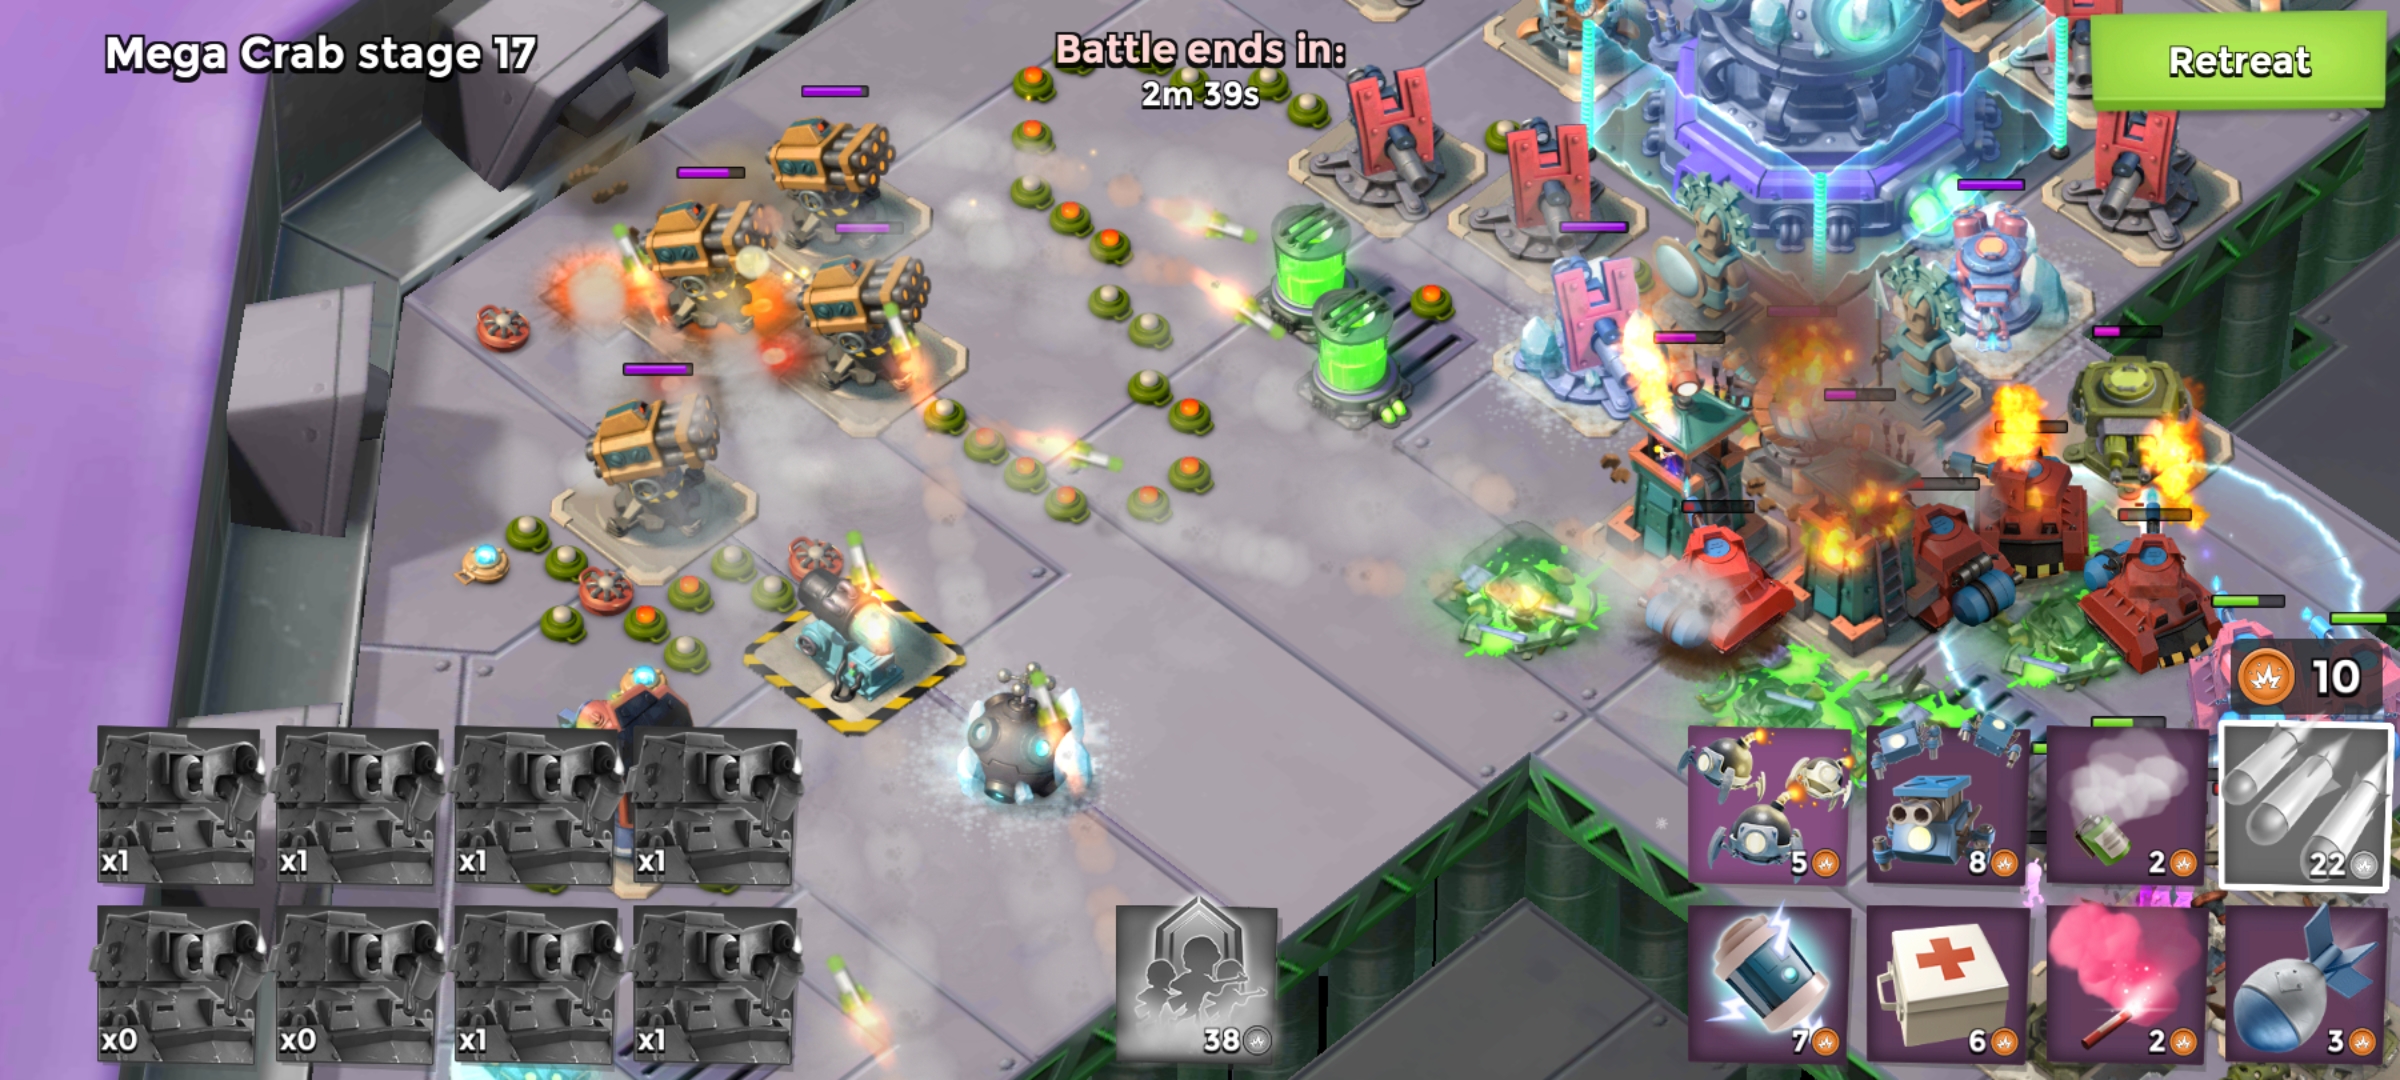 Mega Crab stage 17
Battle ends in:
2m 39s
Retreat
10
x1
x1
x1
x1
5
8
2
22
x0
x0
x1
x1
38
7
6
2
3